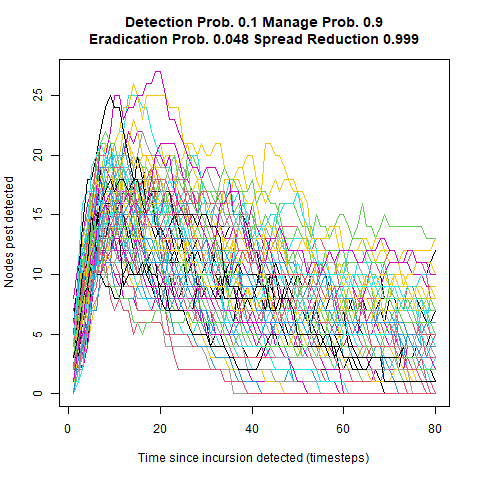 Detection Prob. 0.1 Manage Prob. 0.9
Eradication Prob. 0.048 Spread Reduction 0.999
25
20
15
10
5
0
Nodes pest detected
0 20 40 60 80
Time since incursion detected (timesteps)